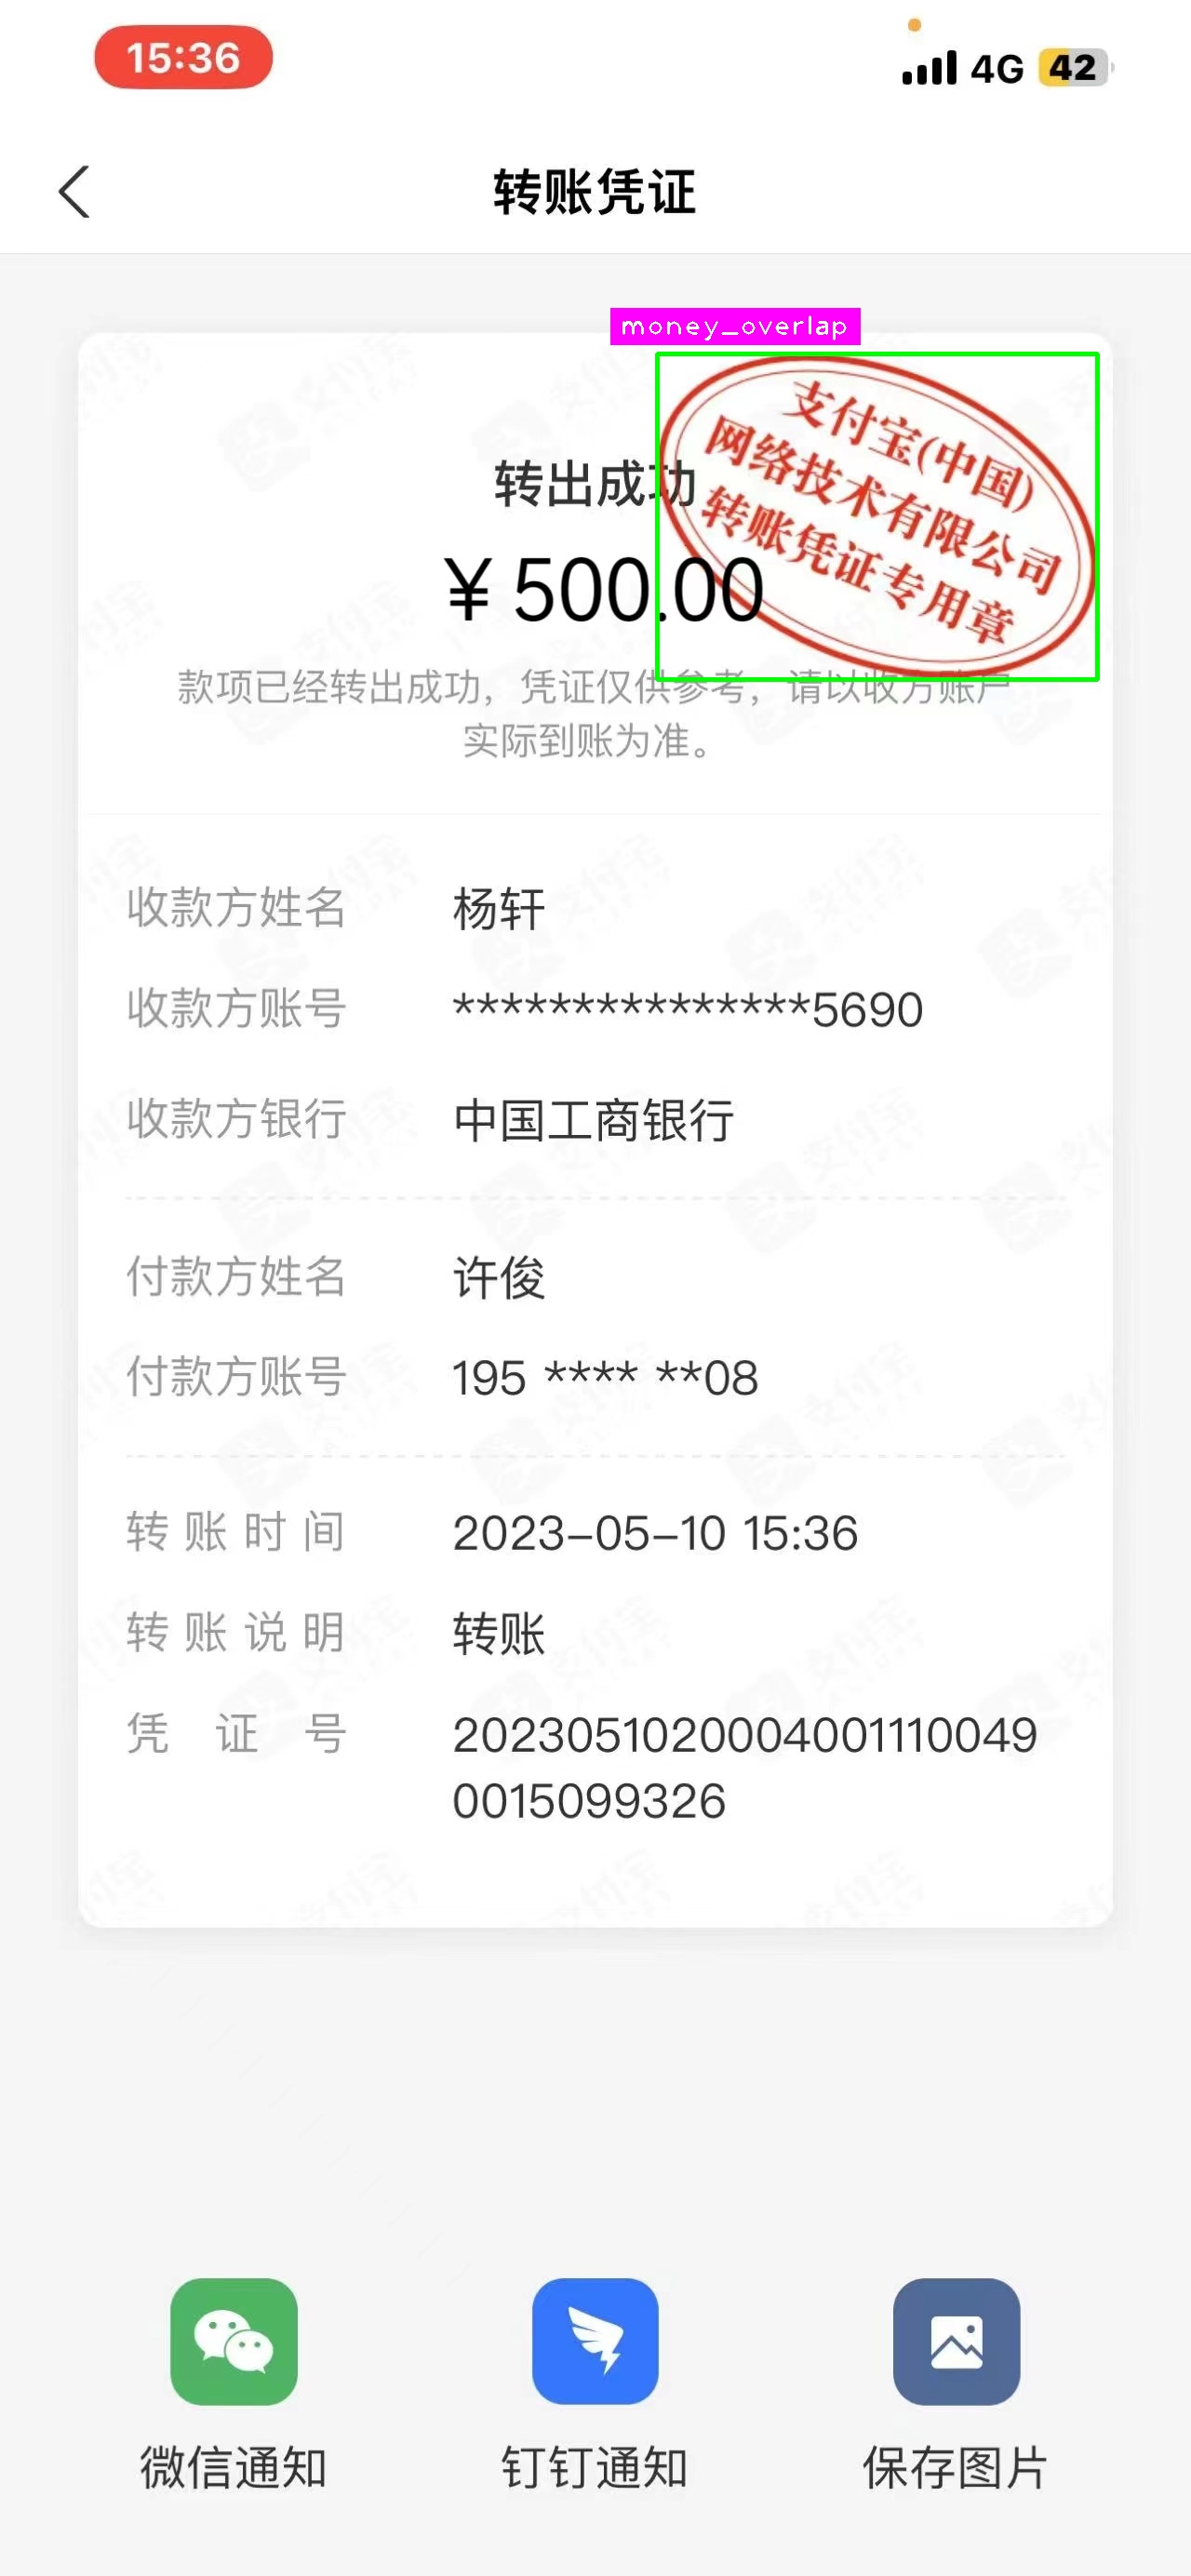 15:36
4G 42
转账凭证
money_overlap
支付宝(中国)
网络技术有限公司
转账凭证专用章
转出成功
¥500.00
款项已经转出成功，凭证仅供参考，请以收方账户
实际到账为准。
收款方姓名 杨轩
收款方账号 ***************5690
收款方银行 中国工商银行
付款方姓名 许俊
付款方账号 195 **** **08
转账时间 2023-05-10 15:36
转账说明 转账
凭证号 2023051020004001110049
0015099326
微信通知 钉钉通知 保存图片